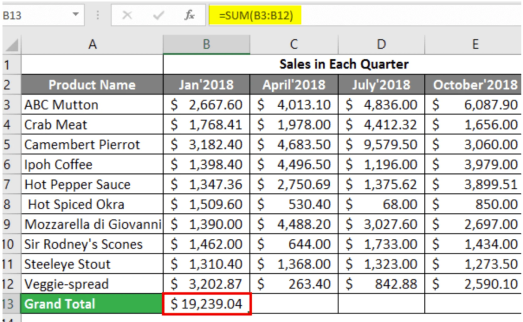 B13 fx =SUM(B3:B12)
A B C D E
1 Sales in Each Quarter
2 Product Name Jan'2018 April'2018 July'2018 October'2018
3 ABC Mutton $ 2,667.60 $ 4,013.10 $ 4,836.00 $ 6,087.90
4 Crab Meat $ 1,768.41 $ 1,978.00 $ 4,412.32 $ 1,656.00
5 Camembert Pierrot $ 3,182.40 $ 4,683.50 $ 9,579.50 $ 3,060.00
6 Ipoh Coffee $ 1,398.40 $ 4,496.50 $ 1,196.00 $ 3,979.00
7 Hot Pepper Sauce $ 1,347.36 $ 2,750.69 $ 1,375.62 $ 3,899.51
8 Hot Spiced Okra $ 1,509.60 $ 530.40 $ 68.00 $ 850.00
9 Mozzarella di Giovanni $ 1,390.00 $ 4,488.20 $ 3,027.60 $ 2,697.00
10 Sir Rodney's Scones $ 1,462.00 $ 644.00 $ 1,733.00 $ 1,434.00
11 Steeleye Stout $ 1,310.40 $ 1,368.00 $ 1,323.00 $ 1,273.50
12 Veggie-spread $ 3,202.87 $ 263.40 $ 842.88 $ 2,590.10
13 Grand Total $ 19,239.04